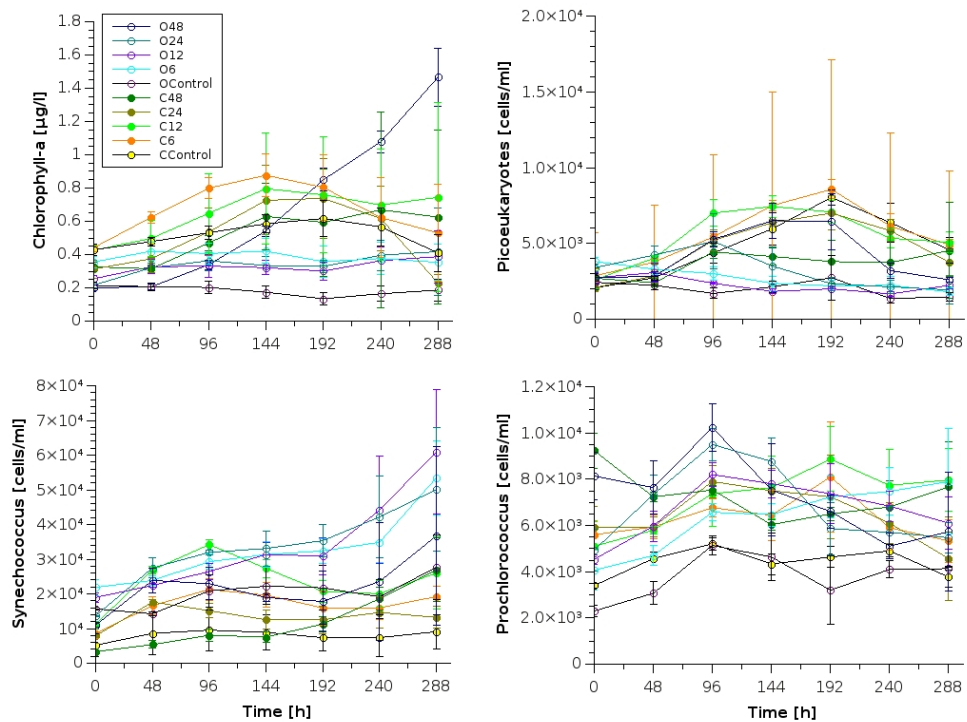 1.8
1.6
1.4
1.2
1
0.8
0.6
0.4
0.2
0
Chlorophyll-a [µg/l]
O48
O24
O12
O6
OControl
C48
C24
C12
C6
CControl
0 48 96 144 192 240 288
2.0×10⁴
1.5×10⁴
1.0×10⁴
5.0×10³
0
Picoeukaryotes [cells/ml]
0 48 96 144 192 240 288
8×10⁴
7×10⁴
6×10⁴
5×10⁴
4×10⁴
3×10⁴
2×10⁴
10⁴
0
Synechococcus [cells/ml]
0 48 96 144 192 240 288
Time [h]
1.2×10⁴
1.0×10⁴
8.0×10³
6.0×10³
4.0×10³
2.0×10³
0
Prochlorococcus [cells/ml]
0 48 96 144 192 240 288
Time [h]